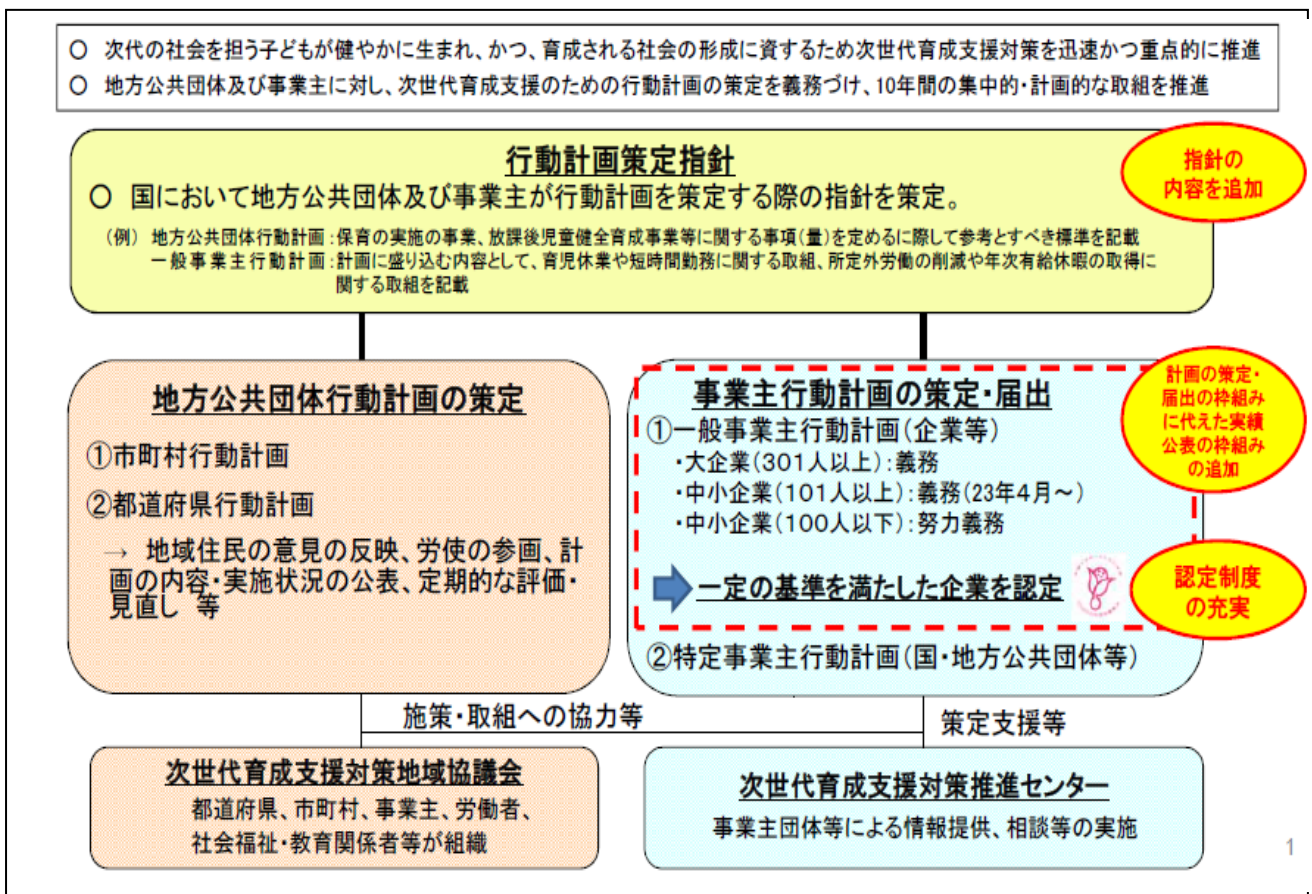 ○ 次代の社会を担う子どもが健やかに生まれ、かつ、育成される社会の形成に資するため次世代育成支援対策を迅速かつ重点的に推進
○ 地方公共団体及び事業主に対し、次世代育成支援のための行動計画の策定を義務づけ、10年間の集中的・計画的な取組を推進
行動計画策定指針
○ 国において地方公共団体及び事業主が行動計画を策定する際の指針を策定。
(例) 地方公共団体行動計画:保育の実施の事業、放課後児童健全育成事業等に関する事項(量)を定めるに際して参考とすべき標準を記載
一般事業主行動計画:計画に盛り込む内容として、育児休業や短時間勤務に関する取組、所定外労働の削減や年次有給休暇の取得に
関する取組を記載
指針の
内容を追加
地方公共団体行動計画の策定
①市町村行動計画
②都道府県行動計画
→ 地域住民の意見の反映、労使の参画、計
画の内容・実施状況の公表、定期的な評価・
見直し 等
事業主行動計画の策定・届出
①一般事業主行動計画(企業等)
・大企業(301人以上):義務
・中小企業(101人以上):義務(23年4月~)
・中小企業(100人以下):努力義務
一定の基準を満たした企業を認定
②特定事業主行動計画(国・地方公共団体等)
計画の策定・
届出の枠組み
に代えた実績
公表の枠組み
の追加
認定制度
の充実
施策・取組への協力等
策定支援等
次世代育成支援対策地域協議会
都道府県、市町村、事業主、労働者、
社会福祉・教育関係者等が組織
次世代育成支援対策推進センター
事業主団体等による情報提供、相談等の実施
1